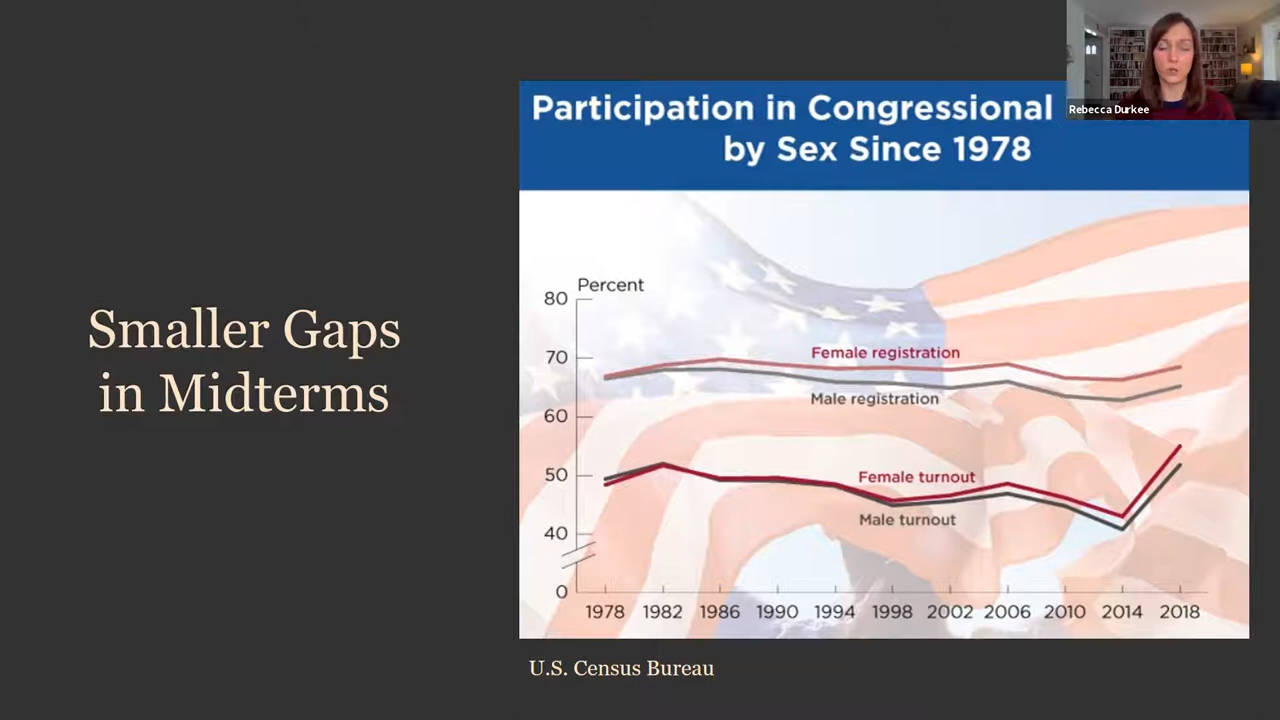 Rebecca Durkee
Participation in Congressional
by Sex Since 1978
Smaller Gaps
in Midterms
Percent
80
70
60
50
40
0
Female registration
Male registration
Female turnout
Male turnout
1978 1982 1986 1990 1994 1998 2002 2006 2010 2014 2018
U.S. Census Bureau